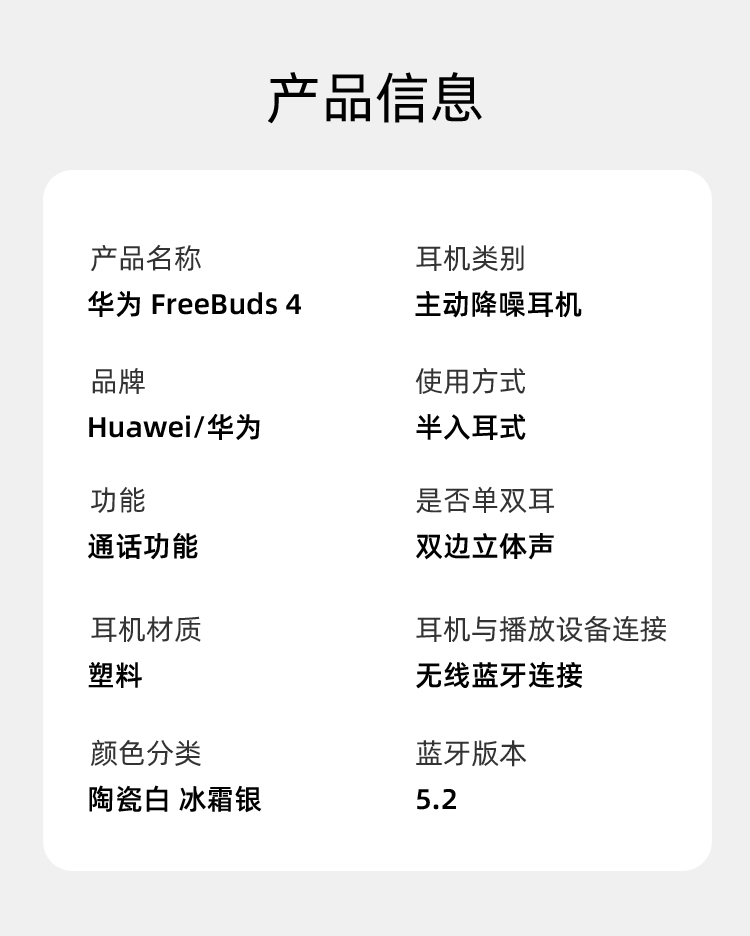 产品信息
产品名称
华为 FreeBuds 4
耳机类别
主动降噪耳机
品牌
Huawei/华为
使用方式
半入耳式
功能
通话功能
是否单双耳
双边立体声
耳机材质
塑料
耳机与播放设备连接
无线蓝牙连接
颜色分类
陶瓷白 冰霜银
蓝牙版本
5.2